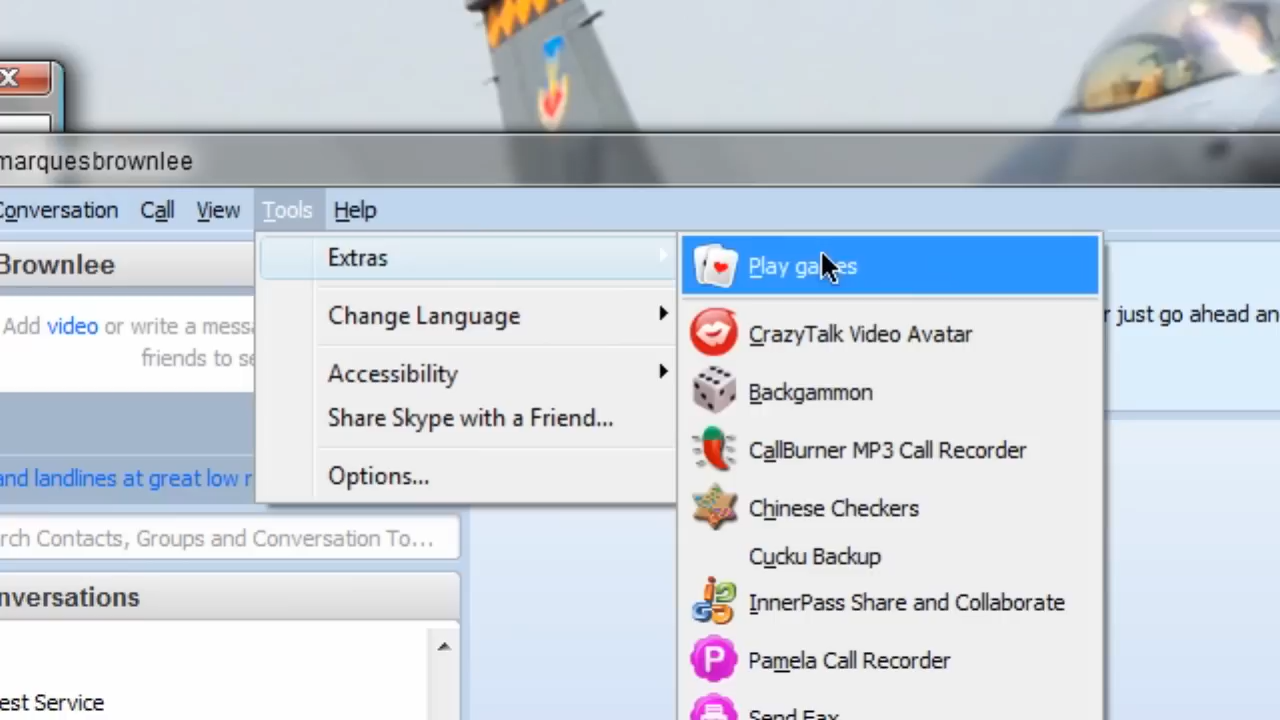 X
marquesbrownlee
Conversation Call View Tools Help
Brownlee
Add video or write a messa
friends to se
and landlines at great low r
rch Contacts, Groups and Conversation To...
nversations
est Service
Extras
Change Language
Accessibility
Share Skype with a Friend...
Options...
Play games
CrazyTalk Video Avatar
Backgammon
CallBurner MP3 Call Recorder
Chinese Checkers
Cucku Backup
InnerPass Share and Collaborate
P
Pamela Call Recorder
Send Fax
r just go ahead an